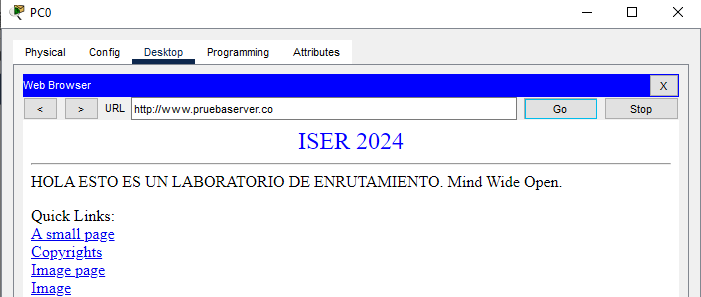 PC0
Physical Config Desktop Programming Attributes
Web Browser X
< > URL http://www.pruebaserver.co Go Stop
ISER 2024
HOLA ESTO ES UN LABORATORIO DE ENRUTAMIENTO. Mind Wide Open.
Quick Links:
A small page
Copyrights
Image page
Image